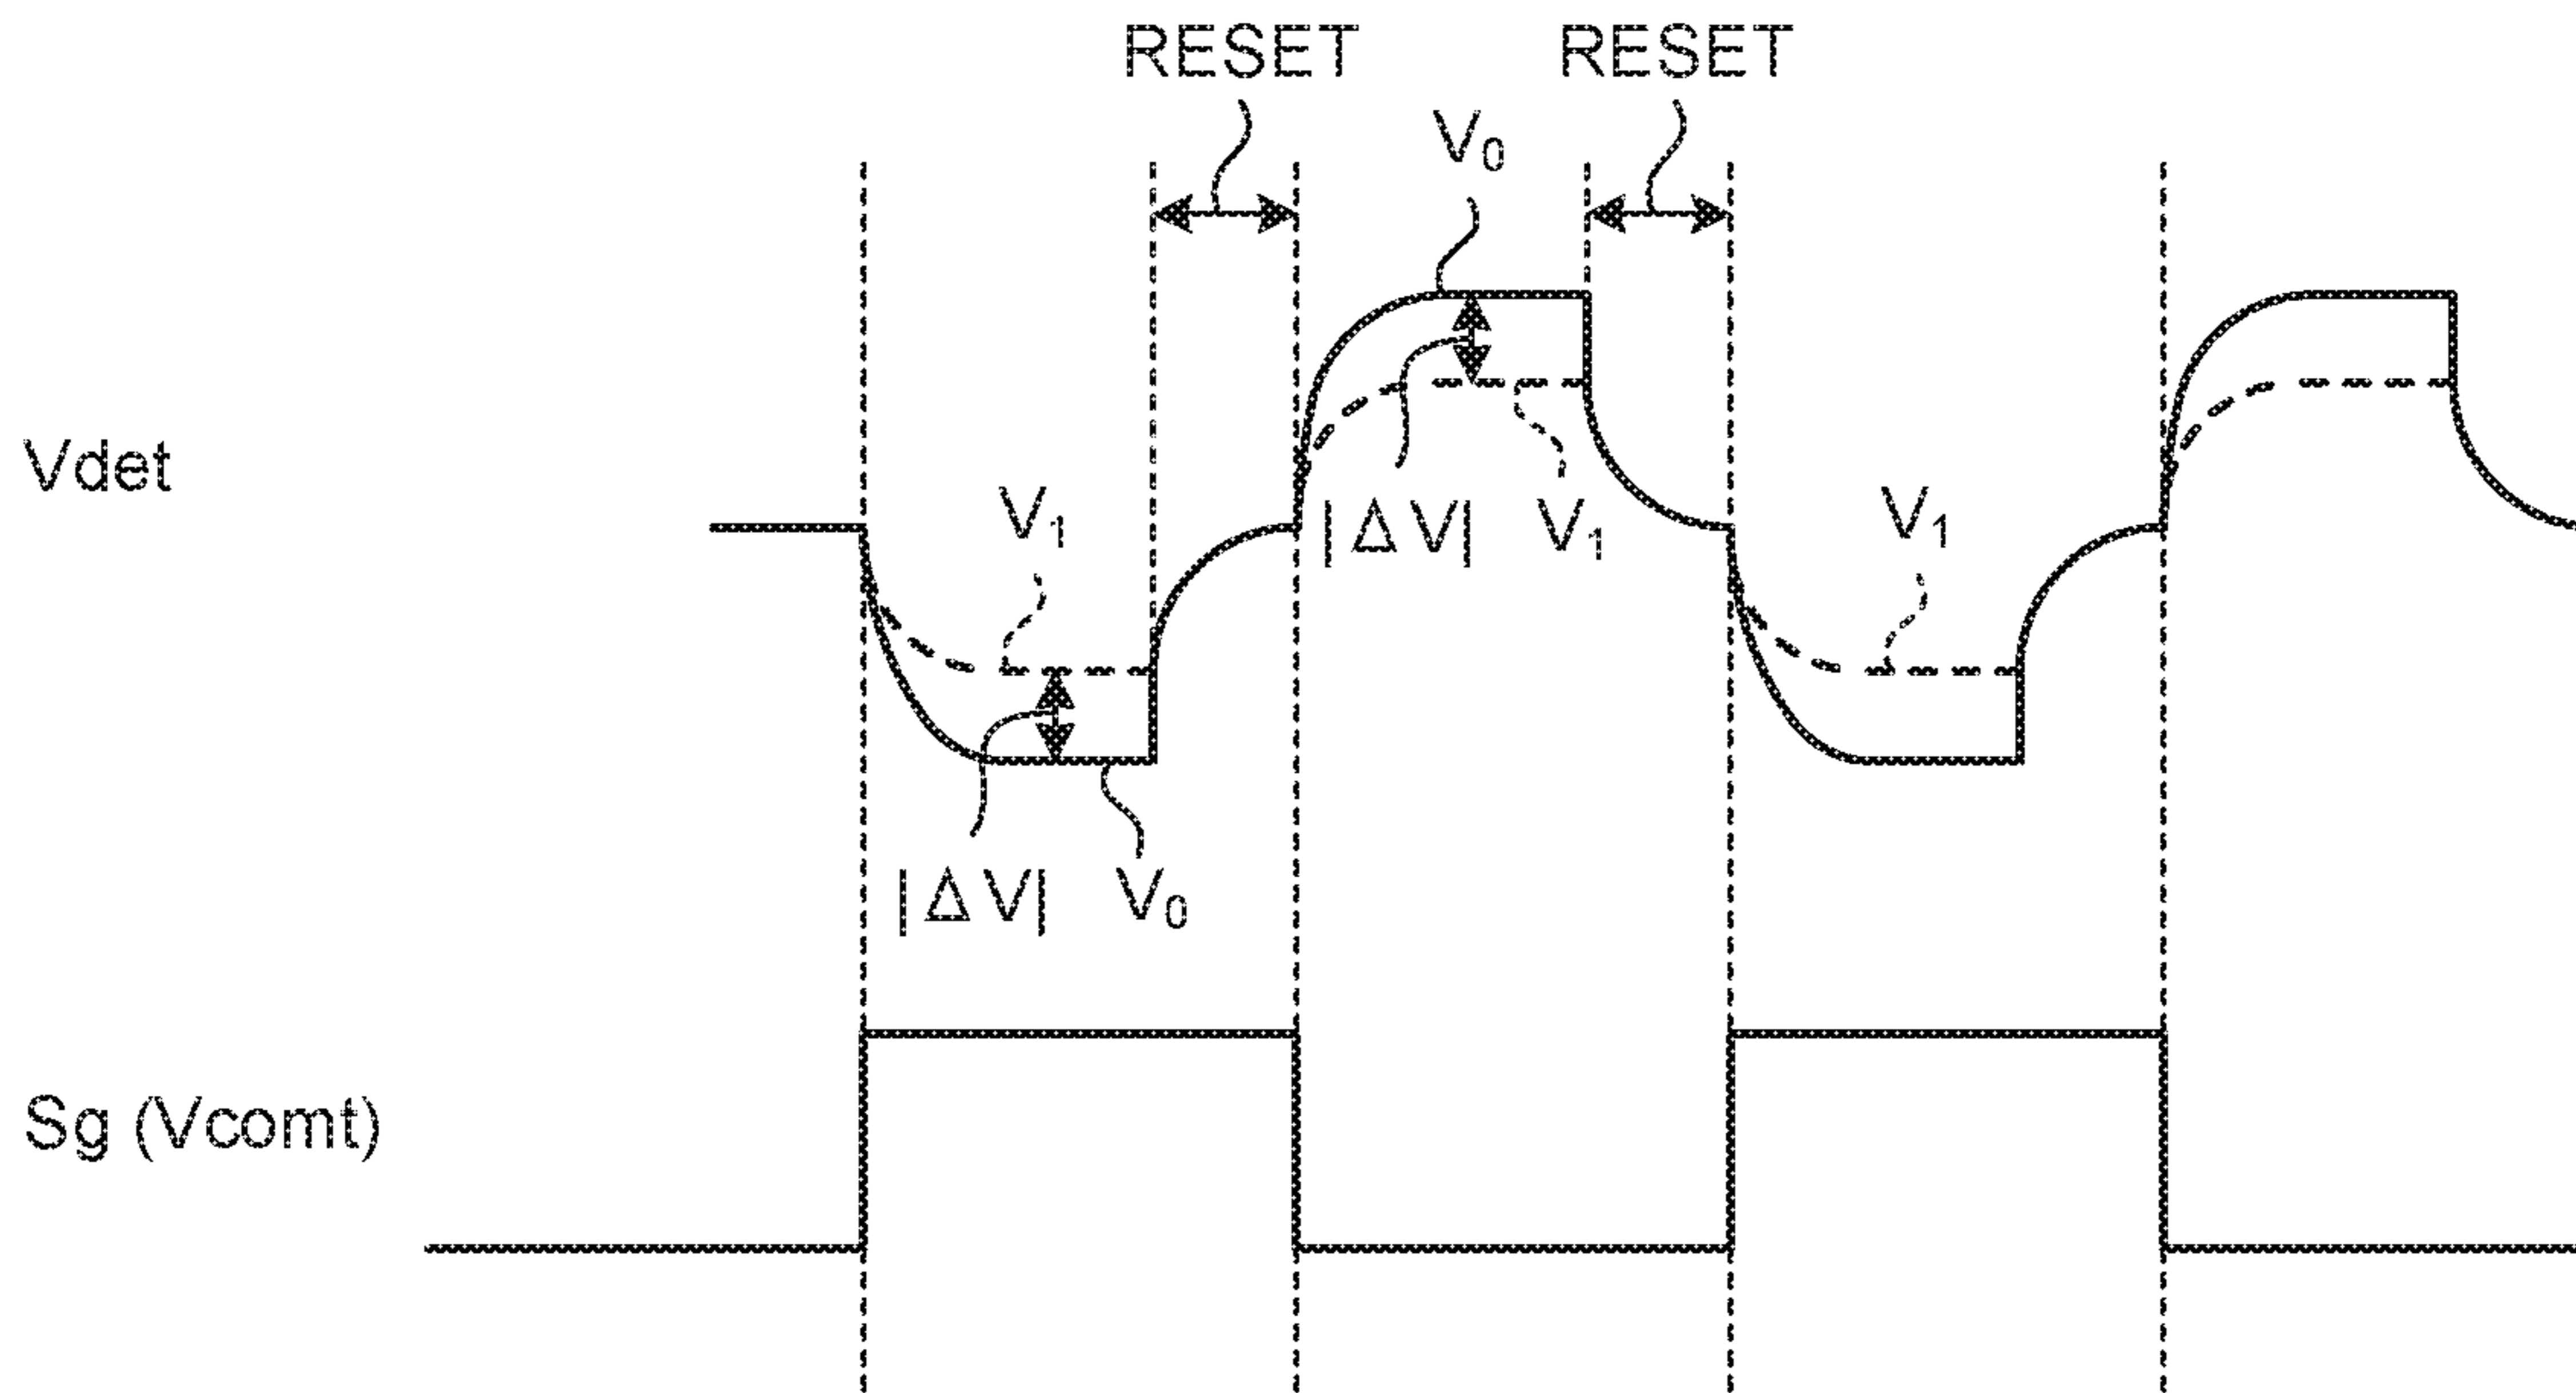 RESET RESET
V₀
Vdet
V₁ |ΔV| V₁ V₁
|ΔV| V₀
Sg (Vcomt)